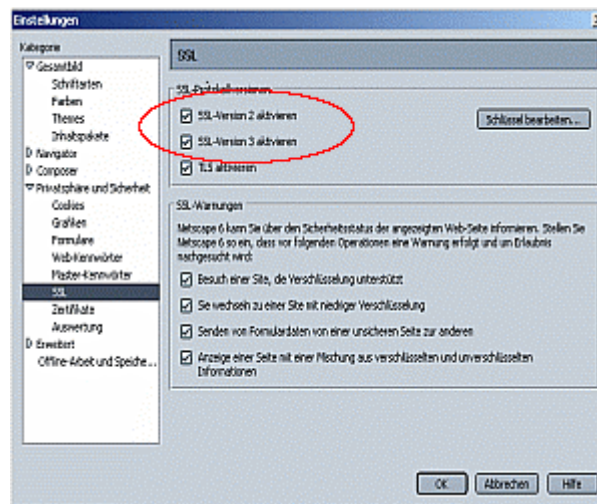 Einstellungen
Kategorie
Gesamtbild
Schriftarten
Farben
Themes
Inhaltspakete
Navigator
Composer
Privatsphäre und Sicherheit
Cookies
Grafiken
Formulare
Web-Kennwörter
Master-Kennwörter
SSL
Zertifikate
Auswertung
Erweitert
Offline-Arbeit und Speiche...
SSL
SSL-Protokollversionen
SSL-Version 2 aktivieren
Schlüssel bearbeiten...
SSL-Version 3 aktivieren
TLS aktivieren
SSL-Warnungen
Netscape 6 kann Sie über den Sicherheitsstatus der angezeigten Web-Seite informieren. Stellen Sie
Netscape 6 so ein, dass vor folgenden Operationen eine Warnung erfolgt und um Erlaubnis
nachgesucht wird:
Besuch einer Site, die Verschlüsselung unterstützt
Sie wechseln zu einer Site mit niedriger Verschlüsselung
Senden von Formulardaten von einer unsicheren Seite zur anderen
Anzeige einer Seite mit einer Mischung aus verschlüsselten und unverschlüsselten
Informationen
OK
Abbrechen
Hilfe